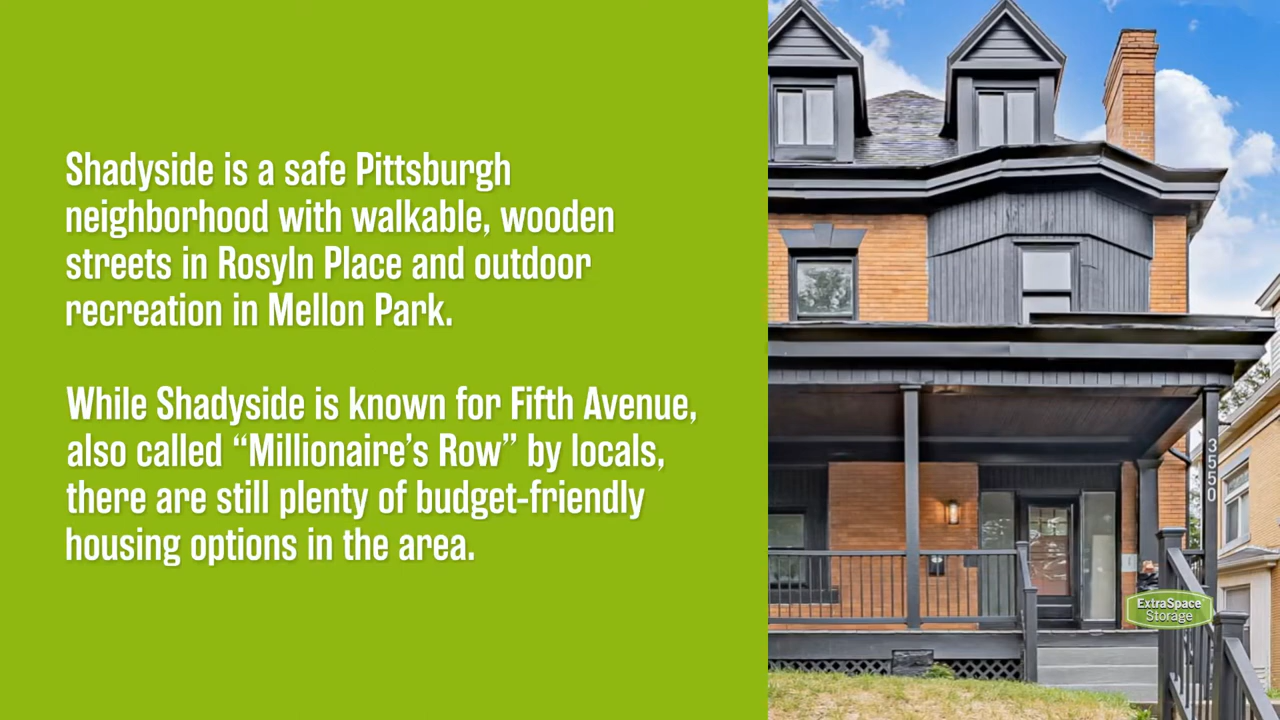 Shadyside is a safe Pittsburgh
neighborhood with walkable, wooden
streets in Rosyln Place and outdoor
recreation in Mellon Park.
While Shadyside is known for Fifth Avenue,
also called “Millionaire’s Row” by locals,
there are still plenty of budget-friendly
housing options in the area.
3550
ExtraSpace
Storage